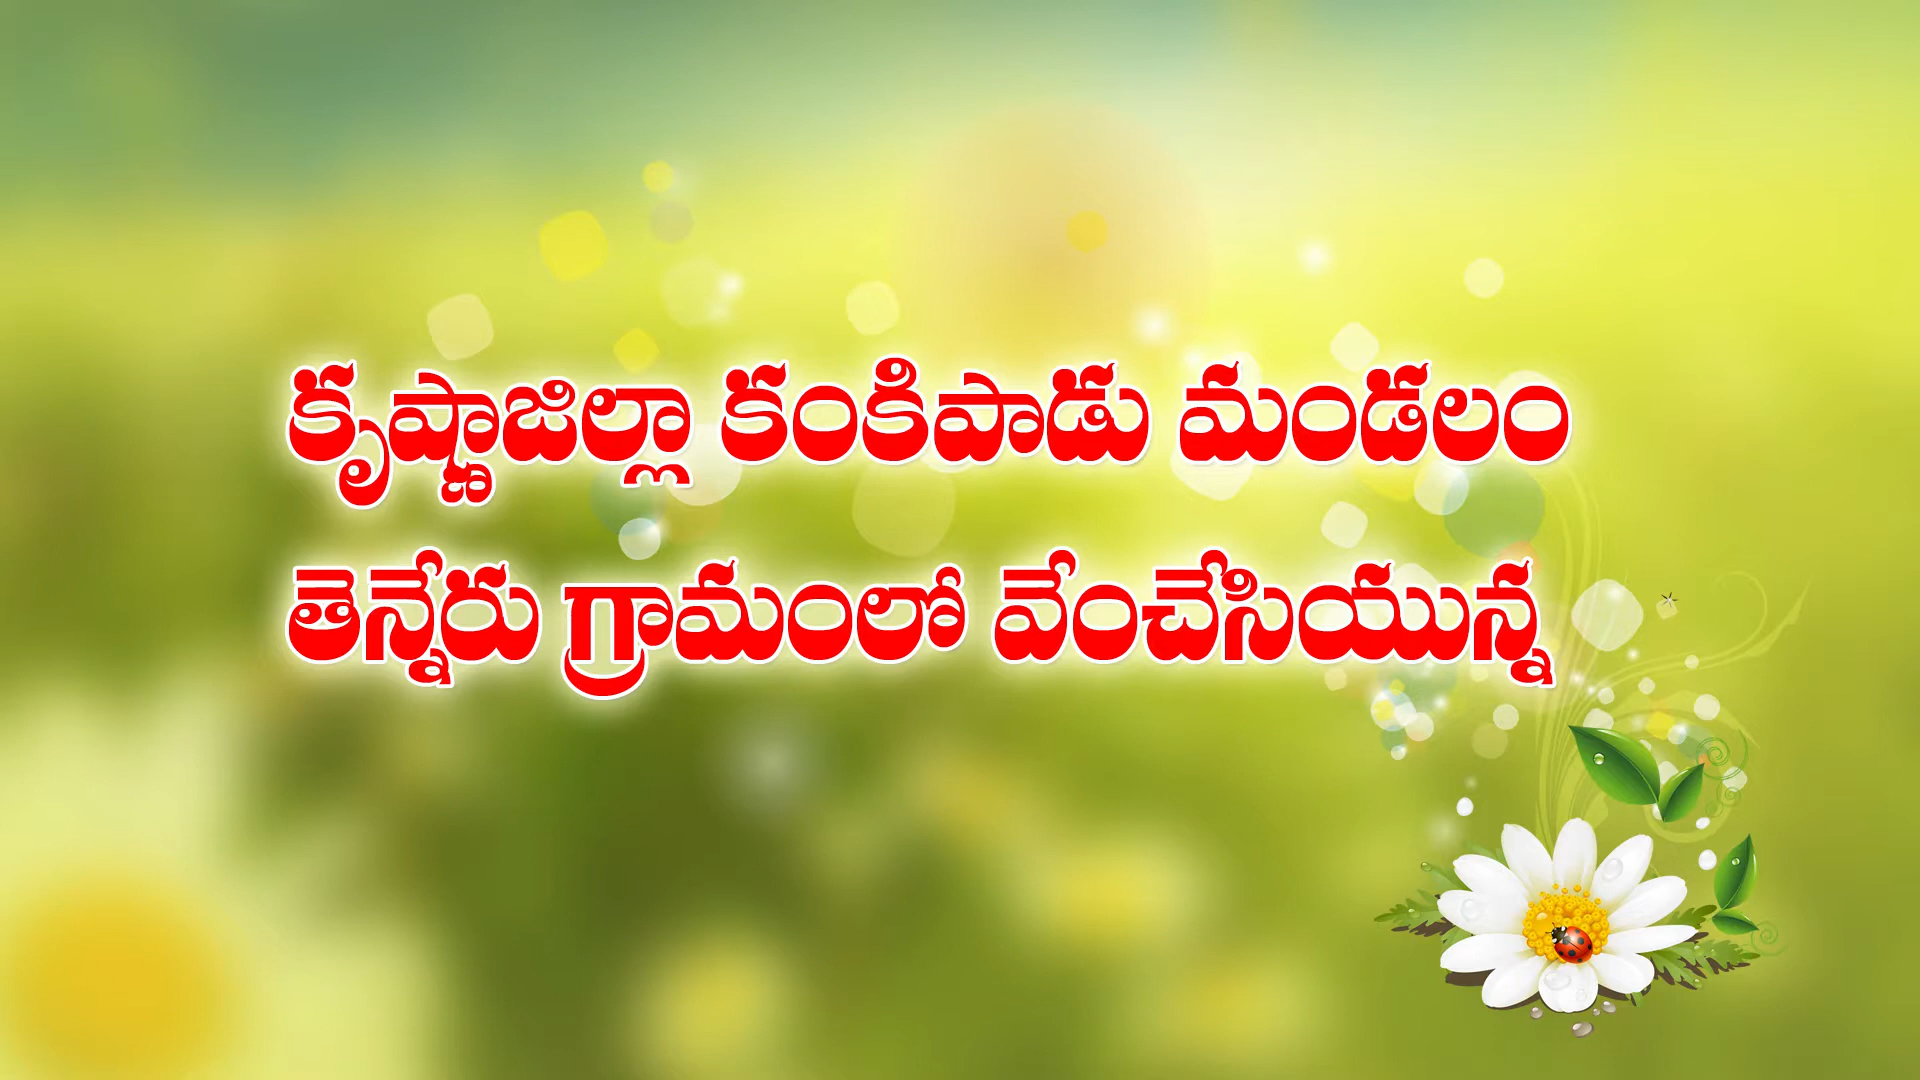 కృష్ణాజిల్లా కంకిపాడు మండలం
తెన్నేరు గ్రామంలో వేంచేసియున్న